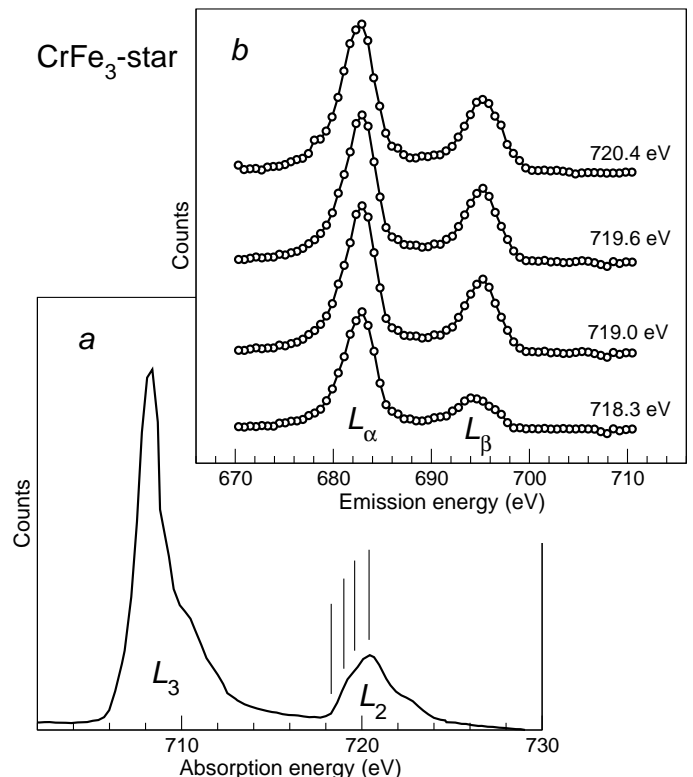 CrFe₃-star
b
720.4 eV
719.6 eV
719.0 eV
718.3 eV
Lα Lβ
670 680 690 700 710
Emission energy (eV)
Counts
a
Counts
L₃ L₂
710 720 730
Absorption energy (eV)